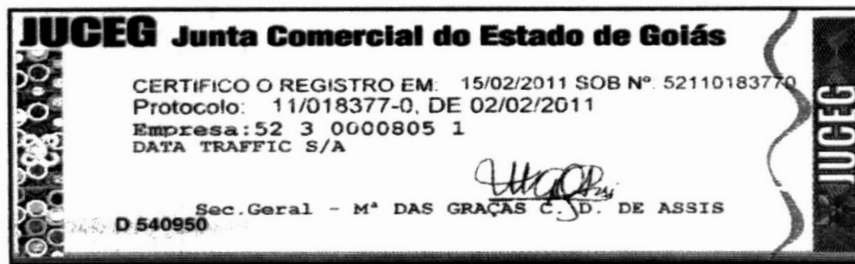 JUCEG Junta Comercial do Estado de Goiás
CERTIFICO O REGISTRO EM: 15/02/2011 SOB Nº: 52110183770
Protocolo: 11/018377-0, DE 02/02/2011
Empresa:52 3 0000805 1
DATA TRAFFIC S/A
Sec.Geral - Mª DAS GRAÇAS C. D. DE ASSIS
D 540950
JUCEG